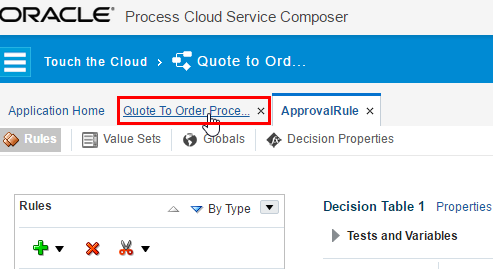 ORACLE Process Cloud Service Composer
Touch the Cloud > Quote to Ord...
Application Home Quote To Order Proce... × ApprovalRule ×
Rules Value Sets Globals Decision Properties
Rules By Type Decision Table 1 Properties
Tests and Variables